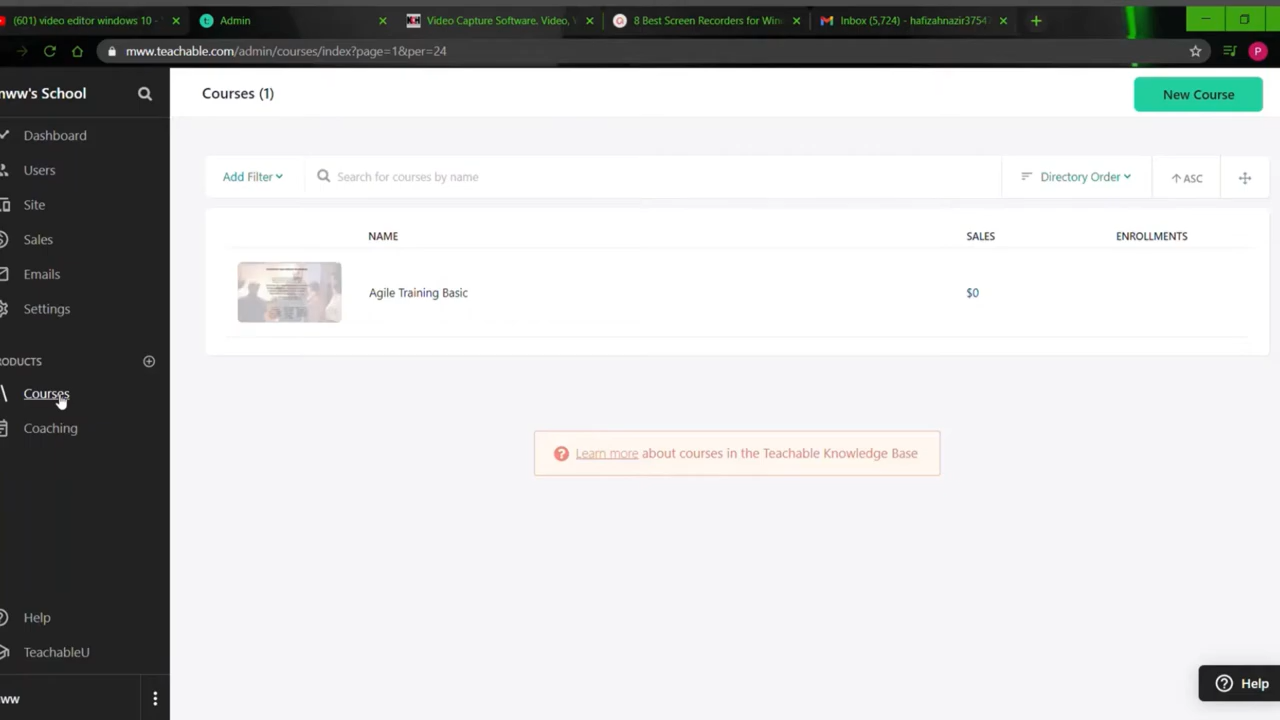 (601) video editor windows 10 -
Admin
Video Capture Software. Video,
8 Best Screen Recorders for Win
Inbox (5,724) - hafizahnazir3754
mww.teachable.com/admin/courses/index?page=1&per=24
P
mww's School
Courses (1)
New Course
Dashboard
Users
Site
Sales
Emails
Settings
PRODUCTS
Courses
Coaching
Help
TeachableU
ww
Add Filter
Search for courses by name
Directory Order
ASC
NAME
SALES
ENROLLMENTS
Agile Training Basic
$0
Learn more about courses in the Teachable Knowledge Base
Help